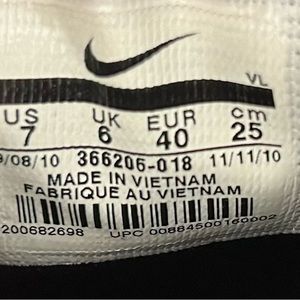 VL
US UK EUR cm
7 6 40 25
9/08/10 366206-018 11/11/10
MADE IN VIETNAM
FABRIQUE AU VIETNAM
200682698 UPC 00884500160002